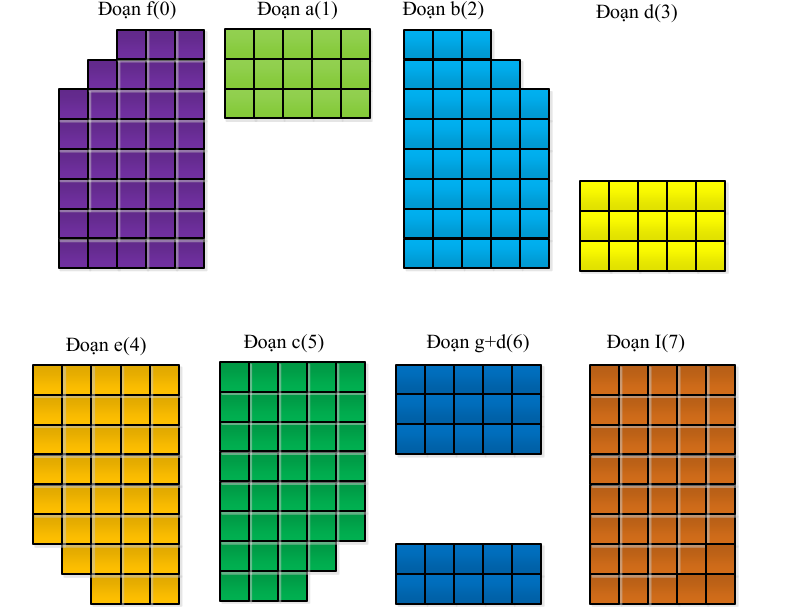 Đoạn f(0)
Đoạn a(1)
Đoạn b(2)
Đoạn d(3)
Đoạn e(4)
Đoạn c(5)
Đoạn g+d(6)
Đoạn I(7)